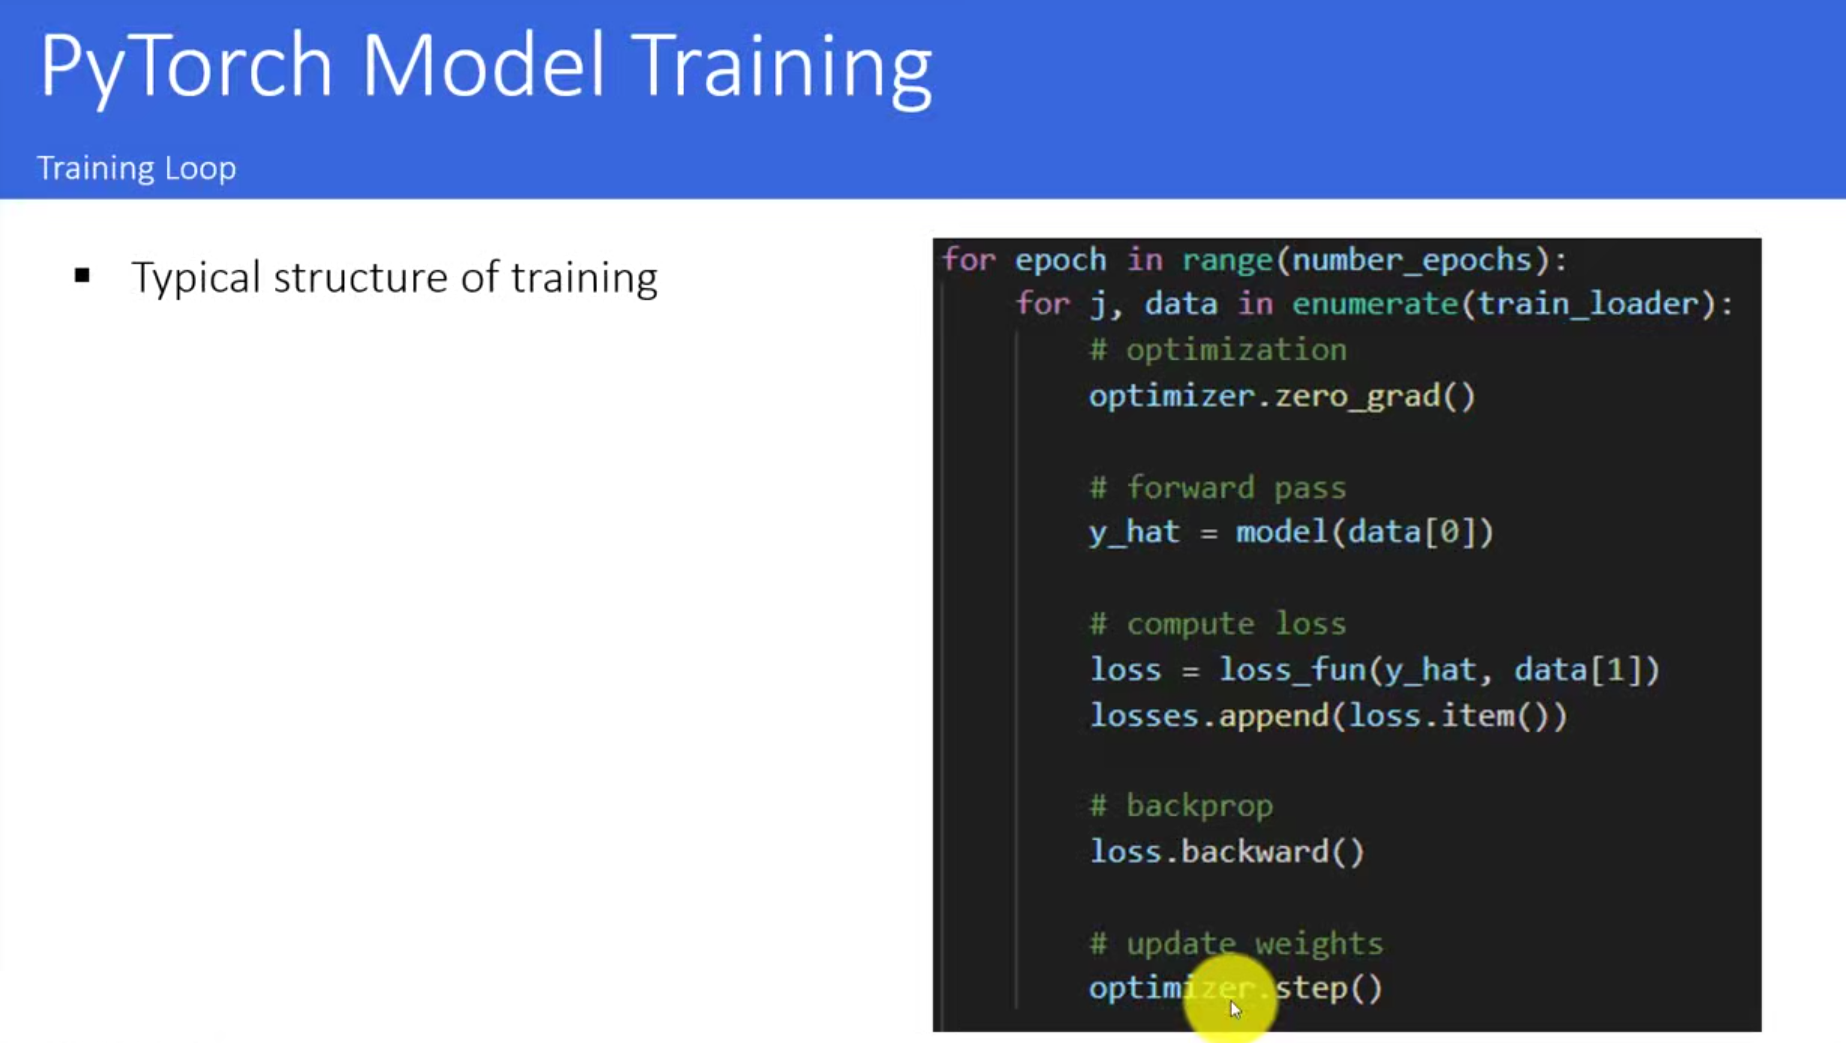 PyTorch Model Training
Training Loop
▪ Typical structure of training
for epoch in range(number_epochs):
    for j, data in enumerate(train_loader):
        # optimization
        optimizer.zero_grad()

        # forward pass
        y_hat = model(data[0])

        # compute loss
        loss = loss_fun(y_hat, data[1])
        losses.append(loss.item())

        # backprop
        loss.backward()

        # update weights
        optimizer.step()